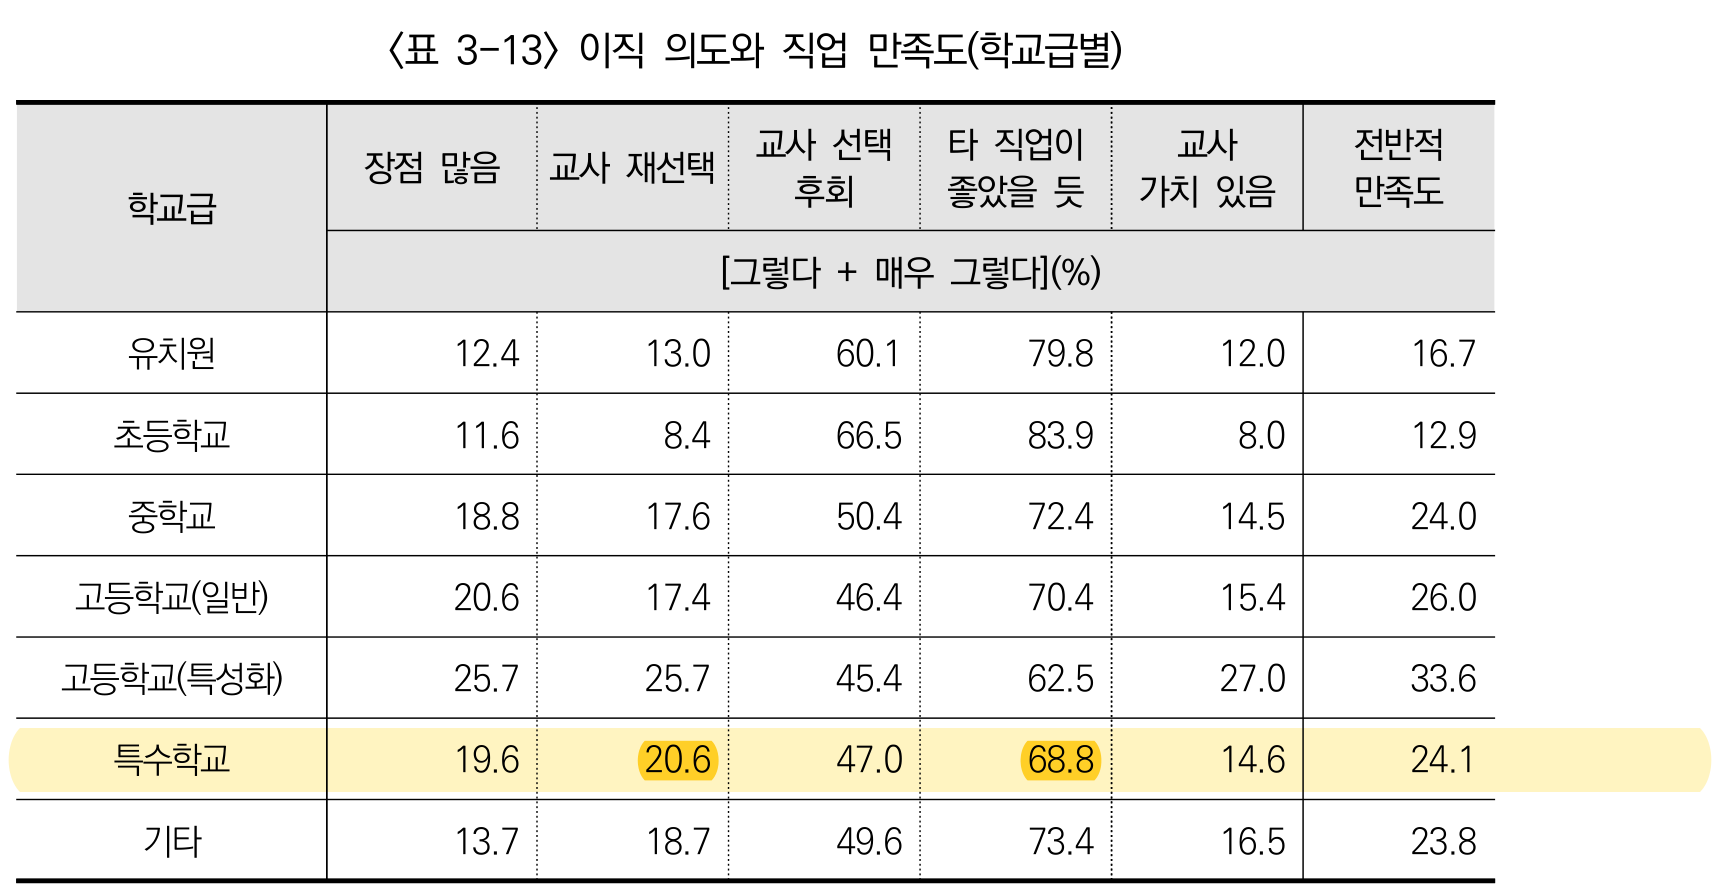 〈표 3-13〉 이직 의도와 직업 만족도(학교급별)
학교급 장점 많음 교사 재선택 교사 선택 후회 타 직업이 좋았을 듯 교사 가치 있음 전반적 만족도
[그렇다 + 매우 그렇다](%)
유치원 12.4 13.0 60.1 79.8 12.0 16.7
초등학교 11.6 8.4 66.5 83.9 8.0 12.9
중학교 18.8 17.6 50.4 72.4 14.5 24.0
고등학교(일반) 20.6 17.4 46.4 70.4 15.4 26.0
고등학교(특성화) 25.7 25.7 45.4 62.5 27.0 33.6
특수학교 19.6 20.6 47.0 68.8 14.6 24.1
기타 13.7 18.7 49.6 73.4 16.5 23.8